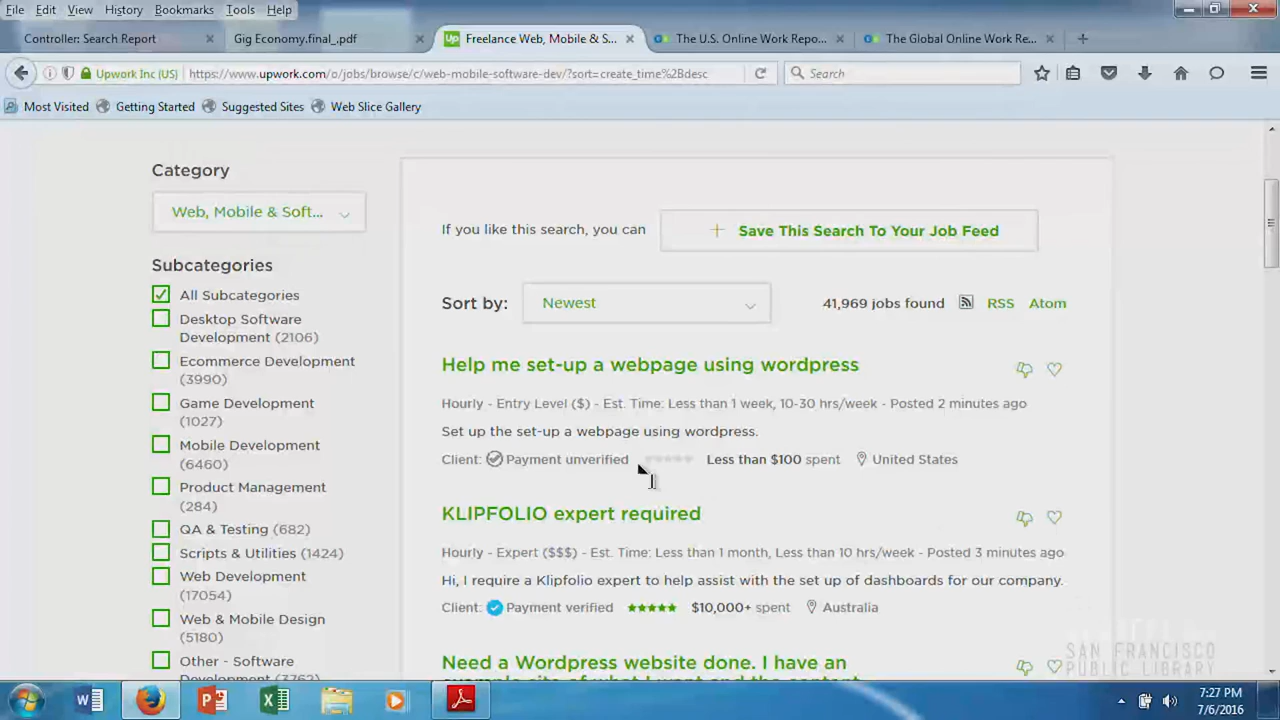 File Edit View History Bookmarks Tools Help
Controller: Search Report × Gig Economy.final_.pdf × Up Freelance Web, Mobile & S... × The U.S. Online Work Repo... × The Global Online Work Re... × +
Upwork Inc (US) https://www.upwork.com/o/jobs/browse/c/web-mobile-software-dev/?sort=create_time%2Bdesc Search
Most Visited Getting Started Suggested Sites Web Slice Gallery
Category
Web, Mobile & Soft...
Subcategories
All Subcategories
Desktop Software
Development (2106)
Ecommerce Development
(3990)
Game Development
(1027)
Mobile Development
(6460)
Product Management
(284)
QA & Testing (682)
Scripts & Utilities (1424)
Web Development
(17054)
Web & Mobile Design
(5180)
Other - Software
Development (3762)
If you like this search, you can + Save This Search To Your Job Feed
Sort by: Newest 41,969 jobs found RSS Atom
Help me set-up a webpage using wordpress
Hourly - Entry Level ($) - Est. Time: Less than 1 week, 10-30 hrs/week - Posted 2 minutes ago
Set up the set-up a webpage using wordpress.
Client: Payment unverified Less than $100 spent United States
KLIPFOLIO expert required
Hourly - Expert ($$$) - Est. Time: Less than 1 month, Less than 10 hrs/week - Posted 3 minutes ago
Hi, I require a Klipfolio expert to help assist with the set up of dashboards for our company.
Client: Payment verified $10,000+ spent Australia
Need a Wordpress website done. I have an
example site of what I want and the content
SAN FRANCISCO
PUBLIC LIBRARY
7:27 PM
7/6/2016